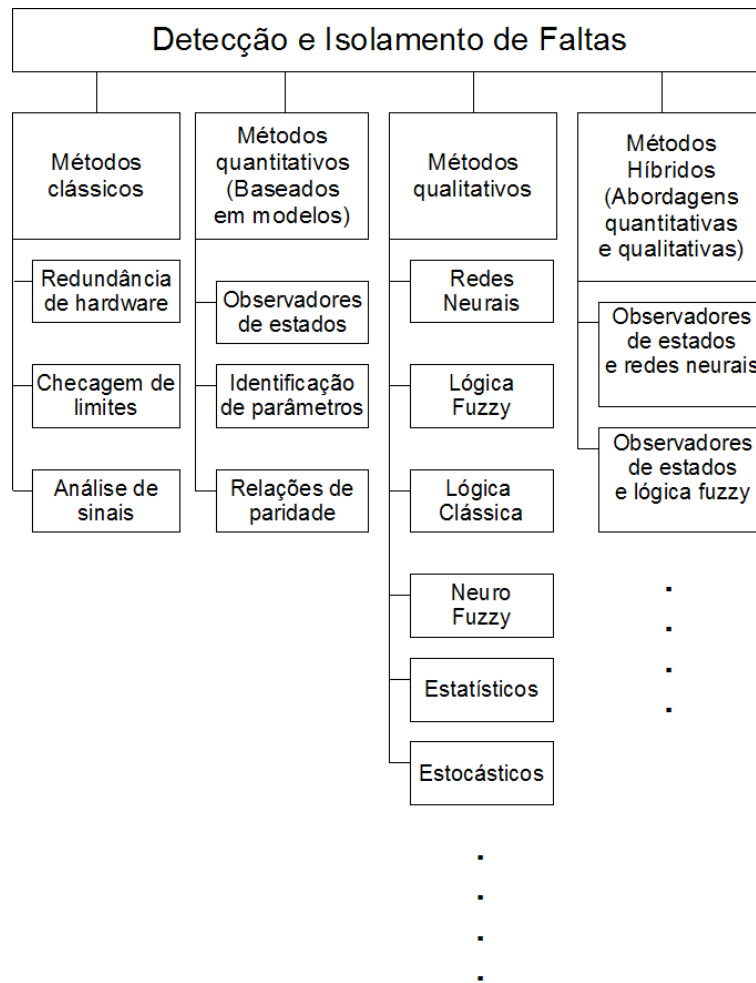 Detecção e Isolamento de Faltas
Métodos
clássicos
Redundância
de hardware
Checagem de
limites
Análise de
sinais
Métodos
quantitativos
(Baseados
em modelos)
Observadores
de estados
Identificação
de parâmetros
Relações de
paridade
Métodos
qualitativos
Redes
Neurais
Lógica
Fuzzy
Lógica
Clássica
Neuro
Fuzzy
Estatísticos
Estocásticos
Métodos
Híbridos
(Abordagens
quantitativas
e qualitativas)
Observadores
de estados
e redes neurais
Observadores
de estados
e lógica fuzzy